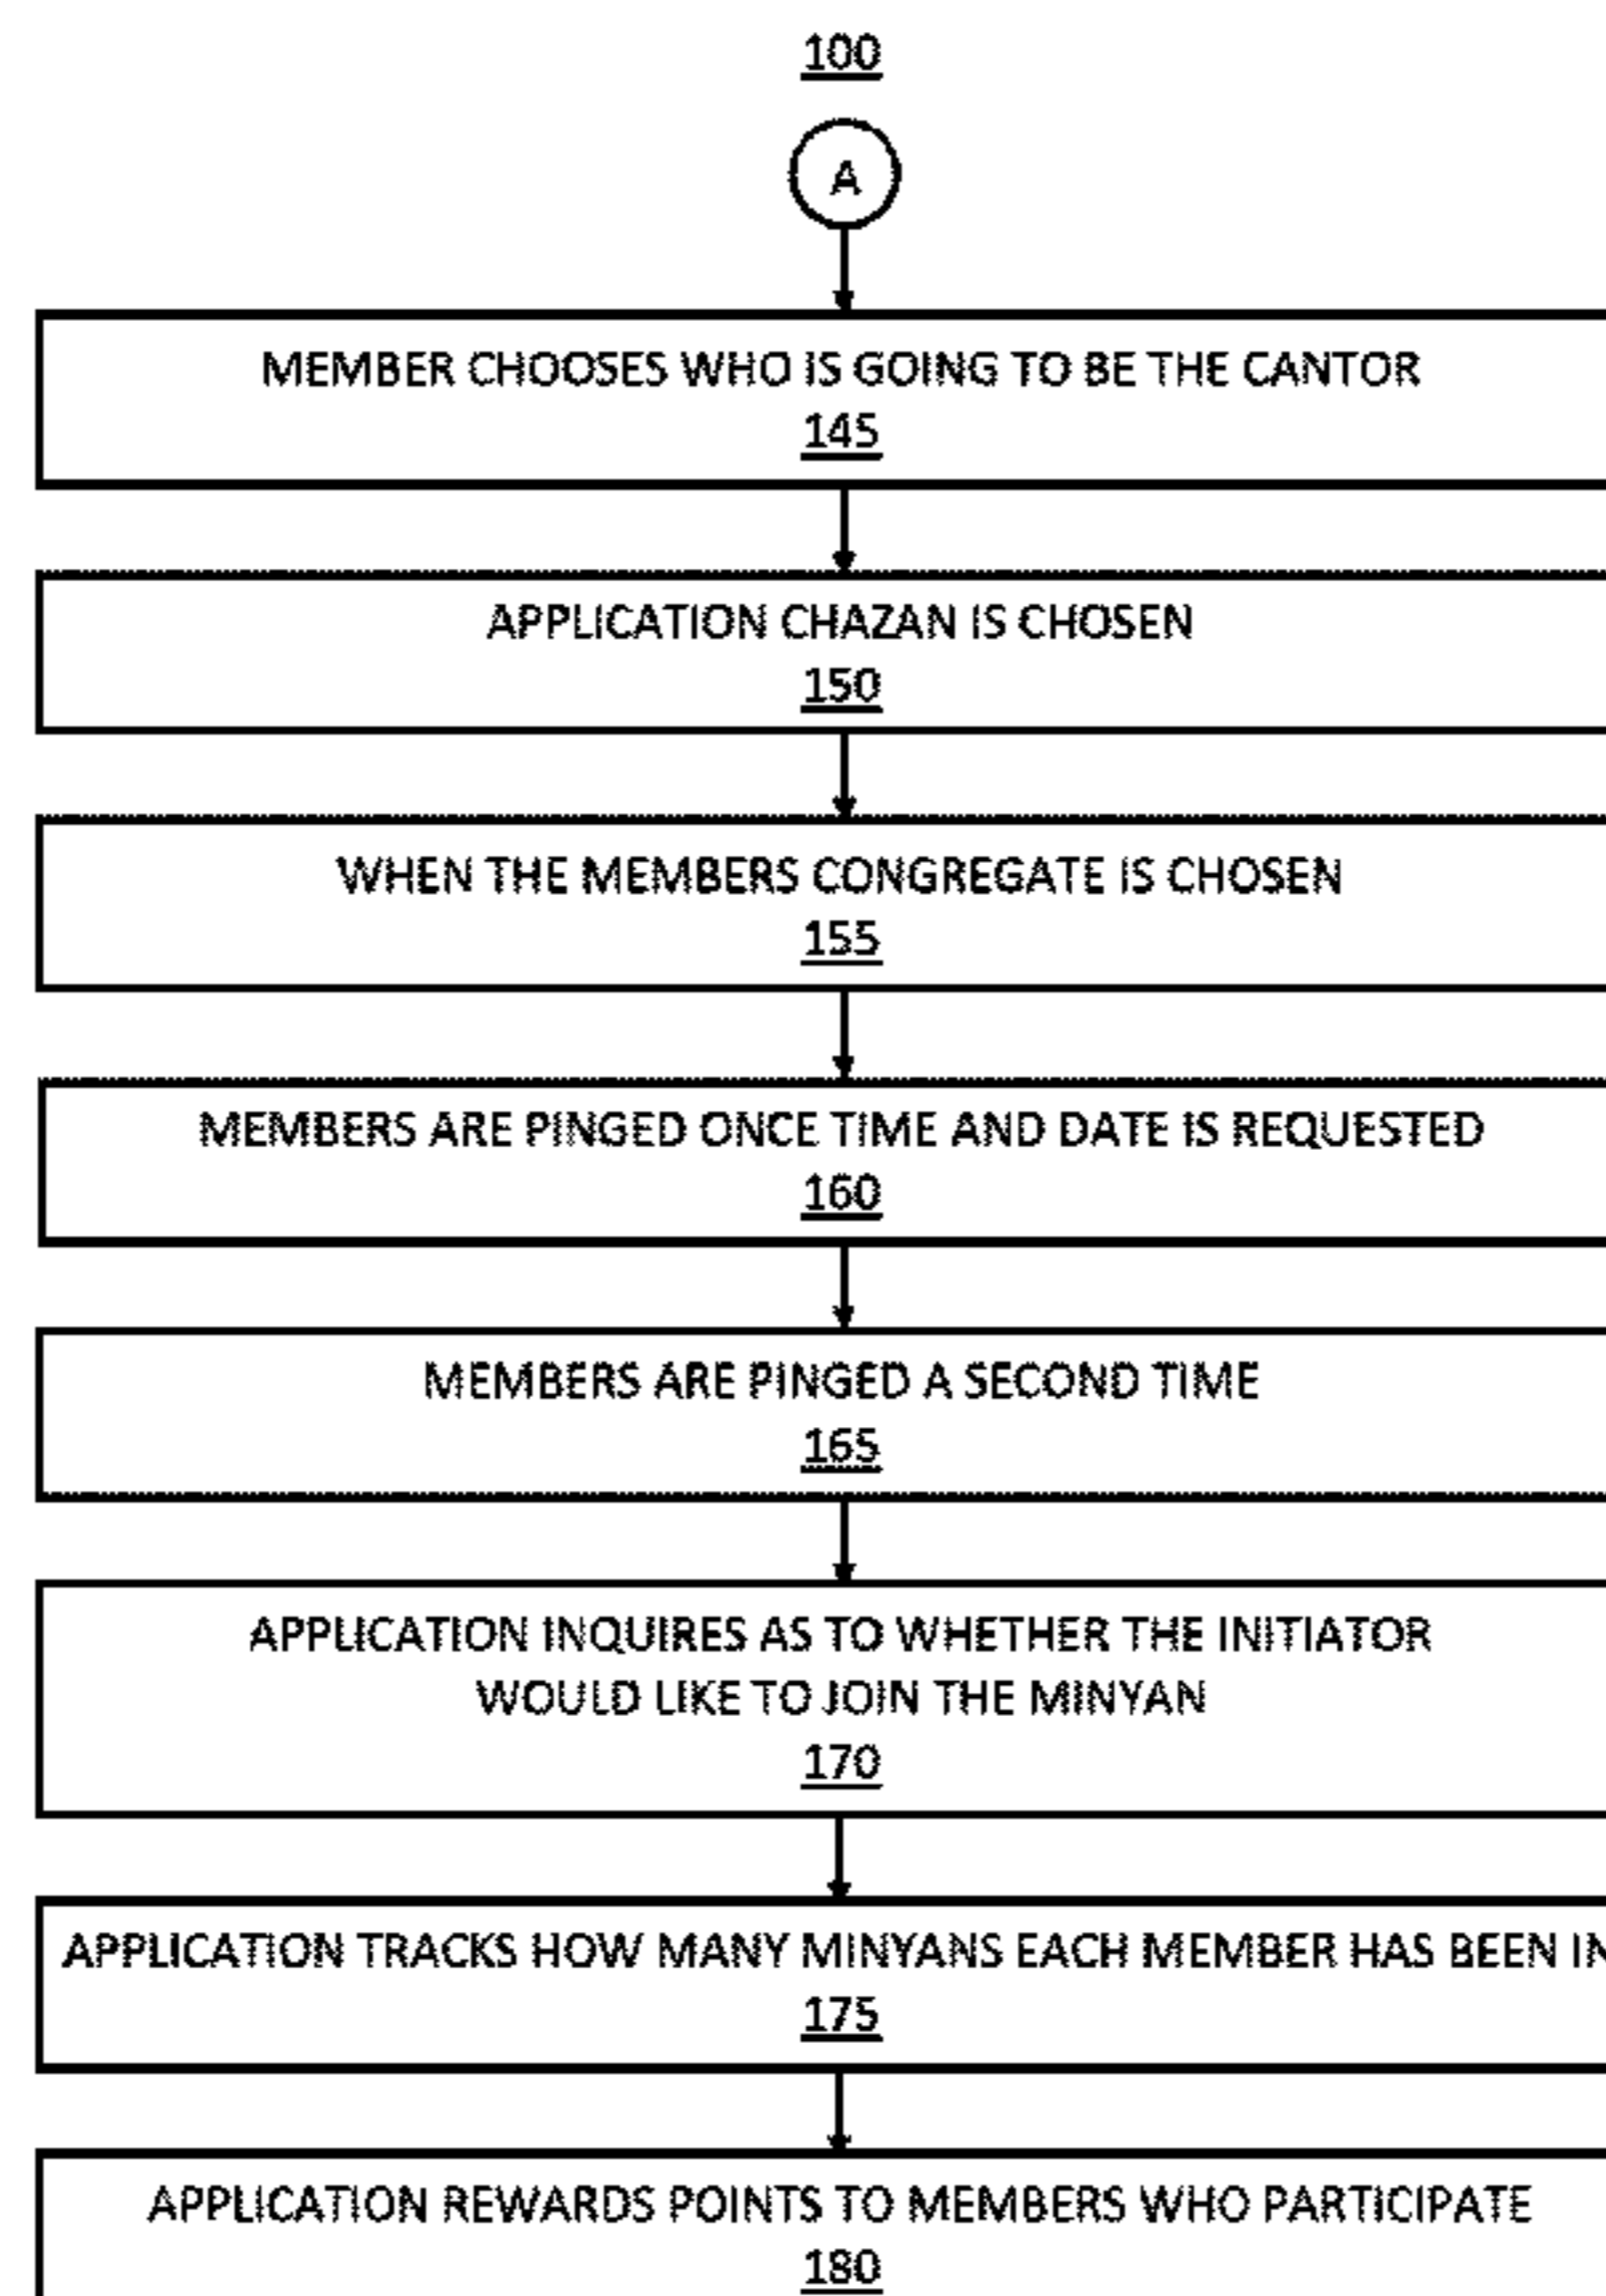 100
A
MEMBER CHOOSES WHO IS GOING TO BE THE CANTOR
145
APPLICATION CHAZAN IS CHOSEN
150
WHEN THE MEMBERS CONGREGATE IS CHOSEN
155
MEMBERS ARE PINGED ONCE TIME AND DATE IS REQUESTED
160
MEMBERS ARE PINGED A SECOND TIME
165
APPLICATION INQUIRES AS TO WHETHER THE INITIATOR
WOULD LIKE TO JOIN THE MINYAN
170
APPLICATION TRACKS HOW MANY MINYANS EACH MEMBER HAS BEEN IN
175
APPLICATION REWARDS POINTS TO MEMBERS WHO PARTICIPATE
180